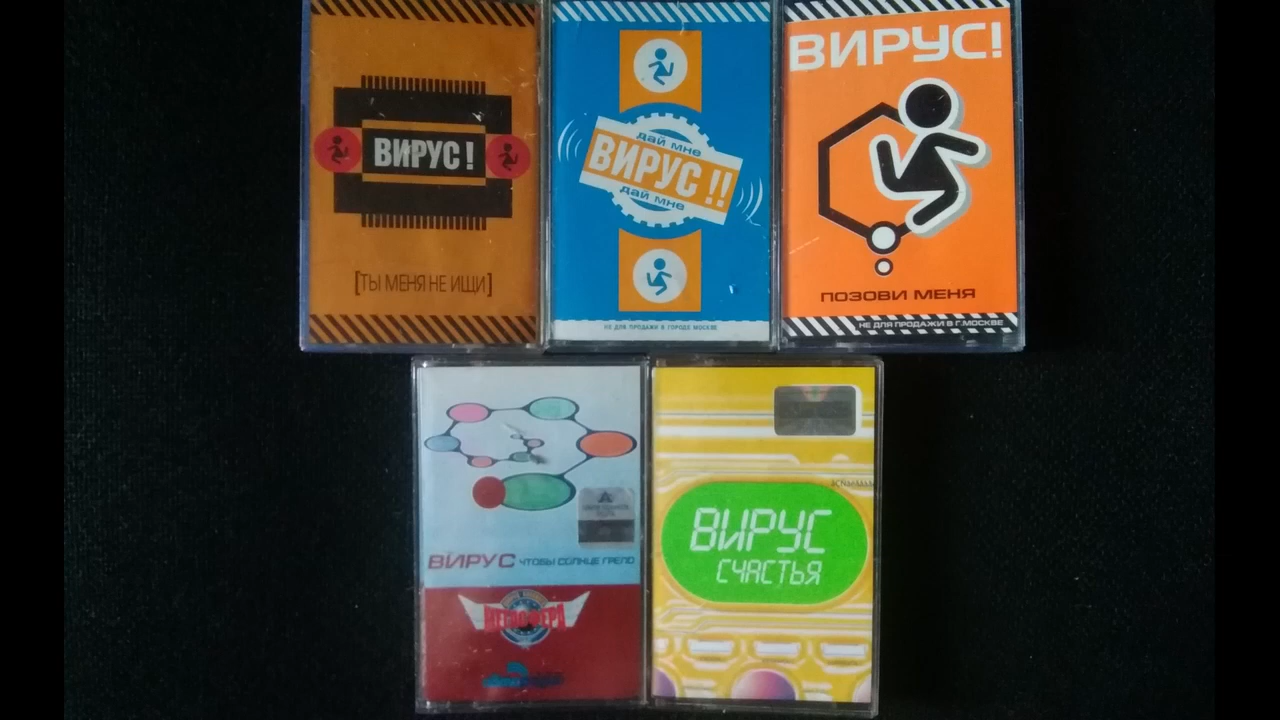 ВИРУС!
[ТЫ МЕНЯ НЕ ИЩИ]
дай мне
ВИРУС!!
дай мне
НЕ ДЛЯ ПРОДАЖИ В ГОРОДЕ МОСКВЕ
ВИРУС!
ПОЗОВИ МЕНЯ
НЕ ДЛЯ ПРОДАЖИ В Г.МОСКВЕ
ВИРУС ЧТОБЫ СОЛНЦЕ ГРЕЛО
МЕГАСФЕРА
ВИРУС
СЧАСТЬЯ